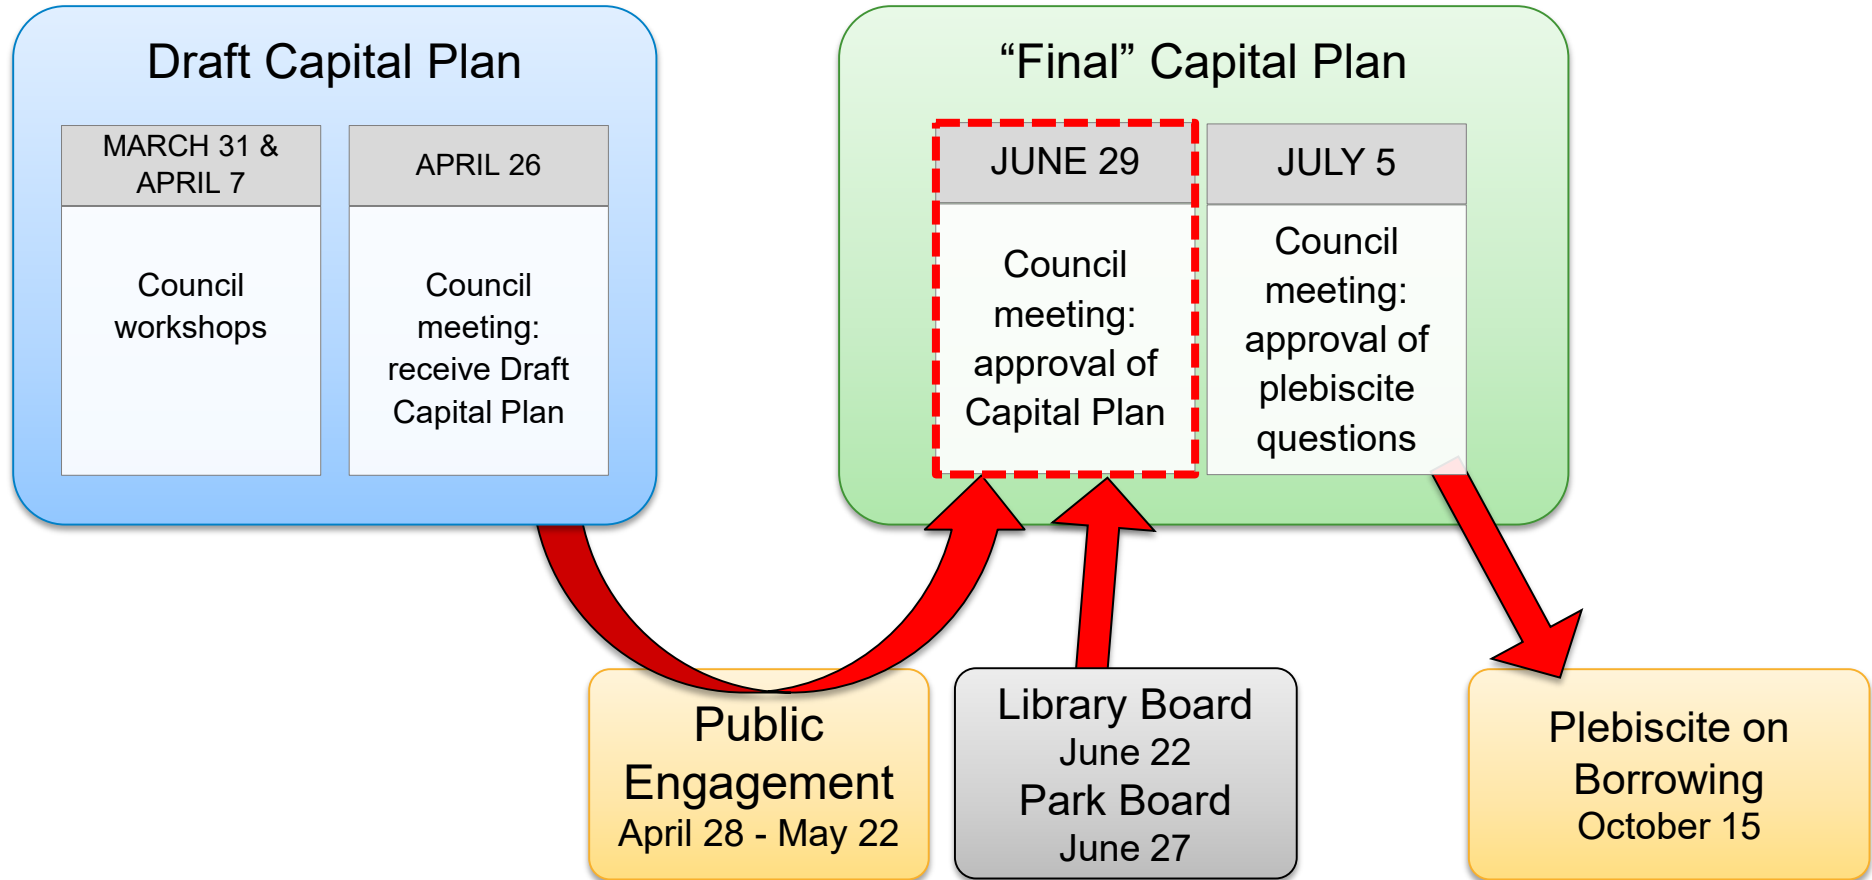 Draft Capital Plan
MARCH 31 &
APRIL 7
Council
workshops
APRIL 26
Council
meeting:
receive Draft
Capital Plan
“Final” Capital Plan
JUNE 29
Council
meeting:
approval of
Capital Plan
JULY 5
Council
meeting:
approval of
plebiscite
questions
Public
Engagement
April 28 - May 22
Library Board
June 22
Park Board
June 27
Plebiscite on
Borrowing
October 15